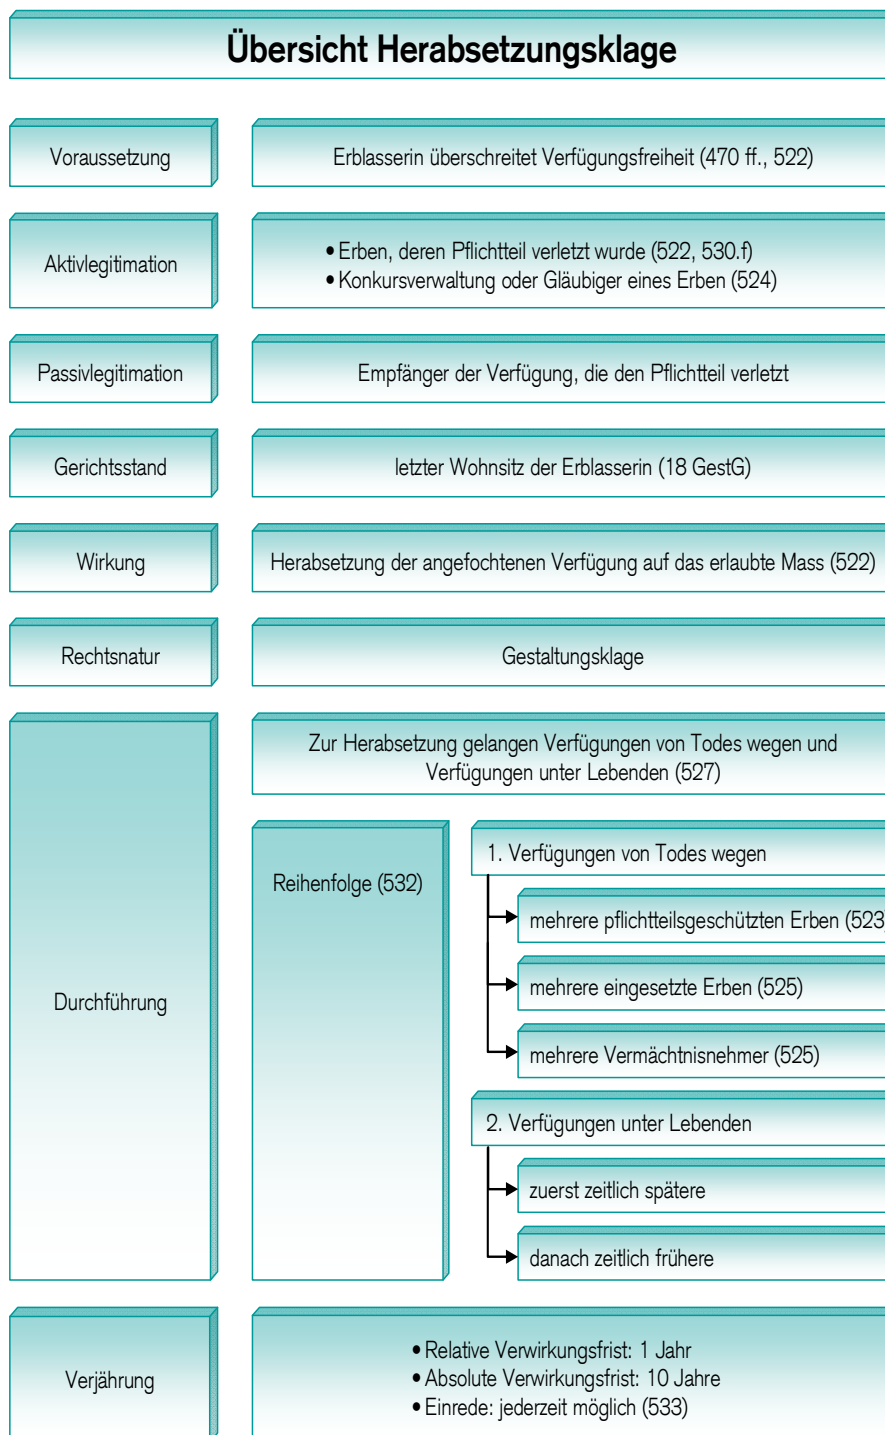 Übersicht Herabsetzungsklage
Voraussetzung
Erblasserin überschreitet Verfügungsfreiheit (470 ff., 522)
Aktivlegitimation
• Erben, deren Pflichtteil verletzt wurde (522, 530.f)
• Konkursverwaltung oder Gläubiger eines Erben (524)
Passivlegitimation
Empfänger der Verfügung, die den Pflichtteil verletzt
Gerichtsstand
letzter Wohnsitz der Erblasserin (18 GestG)
Wirkung
Herabsetzung der angefochtenen Verfügung auf das erlaubte Mass (522)
Rechtsnatur
Gestaltungsklage
Durchführung
Zur Herabsetzung gelangen Verfügungen von Todes wegen und
Verfügungen unter Lebenden (527)
Reihenfolge (532)
1. Verfügungen von Todes wegen
mehrere pflichtteilsgeschützten Erben (523)
mehrere eingesetzte Erben (525)
mehrere Vermächtnisnehmer (525)
2. Verfügungen unter Lebenden
zuerst zeitlich spätere
danach zeitlich frühere
Verjährung
• Relative Verwirkungsfrist: 1 Jahr
• Absolute Verwirkungsfrist: 10 Jahre
• Einrede: jederzeit möglich (533)